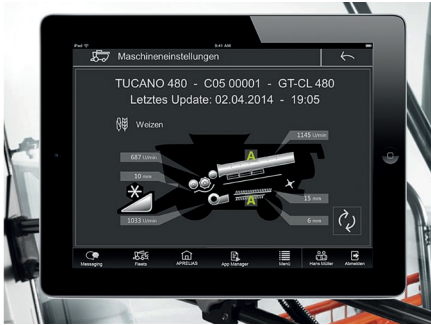 iPad
9:41 AM
Maschineneinstellungen
TUCANO 480 - C05 00001 - GT-CL 480
Letztes Update: 02.04.2014 - 19:05
Weizen
A
1145 U/min
687 U/min
10 mm
1033 U/min
A
15 mm
6 mm
Messaging
Fleets
APRELIAS
App Manager
Menü
Hans Müller
Abmelden